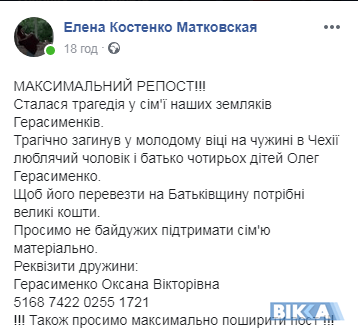 Елена Костенко Матковская
18 год ·
МАКСИМАЛЬНИЙ РЕПОСТ!!!
Сталася трагедія у сім'ї наших земляків
Герасименків.
Трагічно загинув у молодому віці на чужині в Чехії
люблячий чоловік і батько чотирьох дітей Олег
Герасименко.
Щоб його перевезти на Батьківщину потрібні
великі кошти.
Просимо не байдужих підтримати сім'ю
матеріально.
Реквізити дружини:
Герасименко Оксана Вікторівна
5168 7422 0255 1721
!!! Також просимо максимально поширити пост !!!
ВІККА